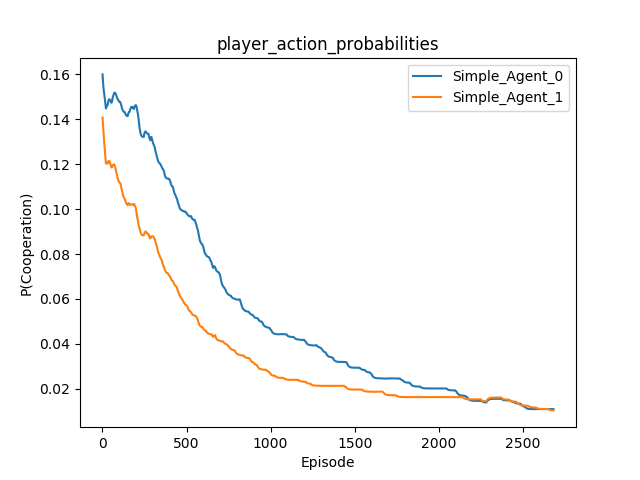 player_action_probabilities
Simple_Agent_0
Simple_Agent_1
P(Cooperation)
0.16
0.14
0.12
0.10
0.08
0.06
0.04
0.02
0
500
1000
1500
2000
2500
Episode